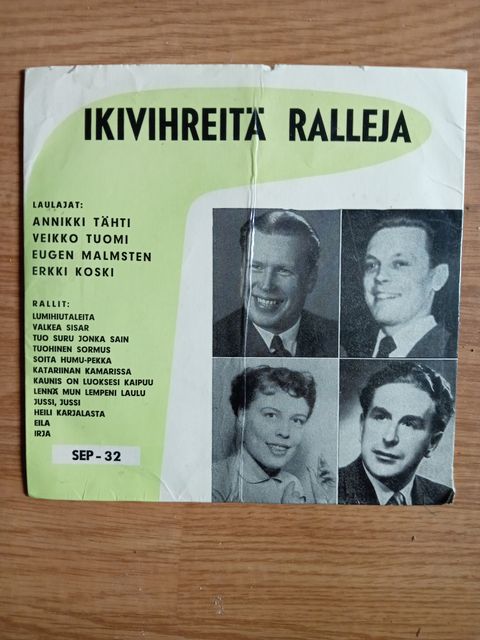 IKIVIHREITÄ RALLEJA
LAULAJAT:
ANNIKKI TÄHTI
VEIKKO TUOMI
EUGEN MALMSTEN
ERKKI KOSKI
RALLIT:
LUMIHIUTALEITA
VALKEA SISAR
TUO SURU JONKA SAIN
TUOHINEN SORMUS
SOITA HUMU-PEKKA
KATARIINAN KAMARISSA
KAUNIS ON LUOKSESI KAIPUU
LENNÄ MUN LEMPENI LAULU
JUSSI, JUSSI
HEILI KARJALASTA
EILA
IRJA
SEP-32